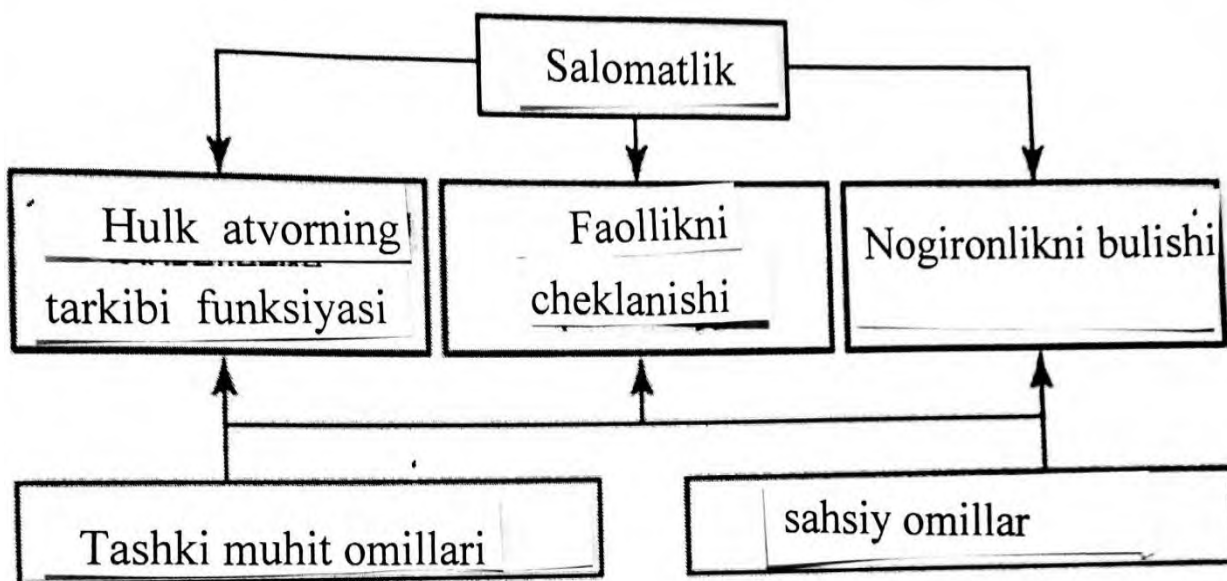 Salomatlik
Hulk atvorning
tarkibi funksiyasi
Faollikni
cheklanishi
Nogironlikni bulishi
Tashki muhit omillari
sahsiy omillar